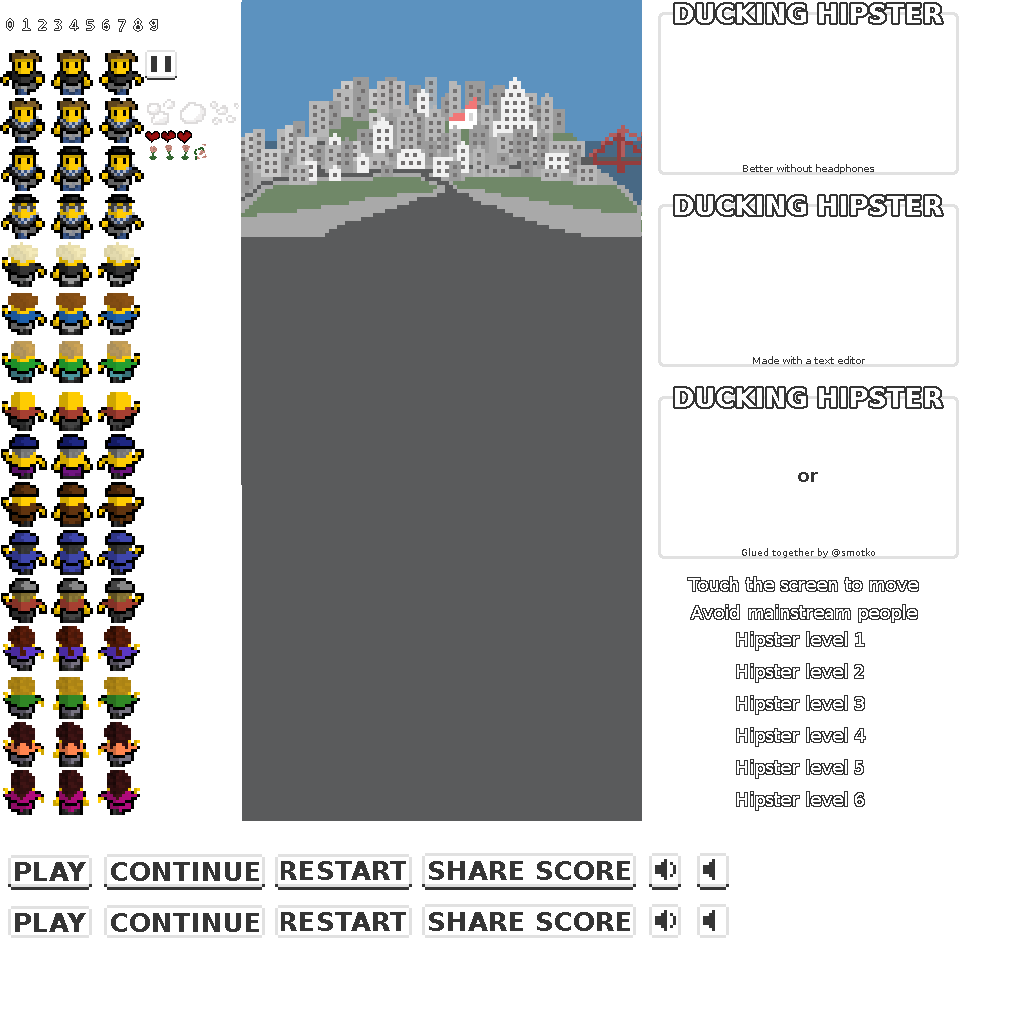 0 1 2 3 4 5 6 7 8 9
DUCKING HIPSTER
Better without headphones
DUCKING HIPSTER
Made with a text editor
DUCKING HIPSTER
or
Glued together by @smotko
Touch the screen to move
Avoid mainstream people
Hipster level 1
Hipster level 2
Hipster level 3
Hipster level 4
Hipster level 5
Hipster level 6
PLAY CONTINUE RESTART SHARE SCORE
PLAY CONTINUE RESTART SHARE SCORE